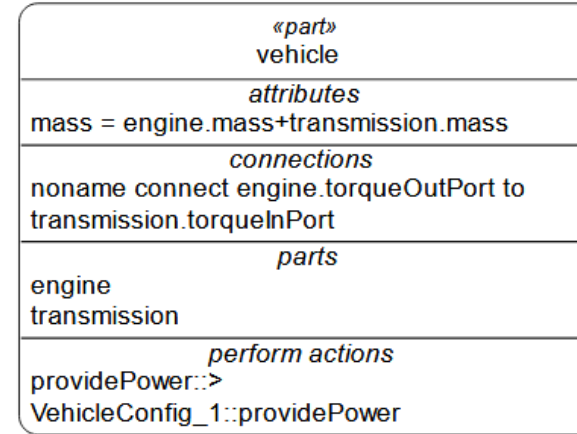 «part»
vehicle
attributes
mass = engine.mass+transmission.mass
connections
noname connect engine.torqueOutPort to
transmission.torqueInPort
parts
engine
transmission
perform actions
providePower::>
VehicleConfig_1::providePower